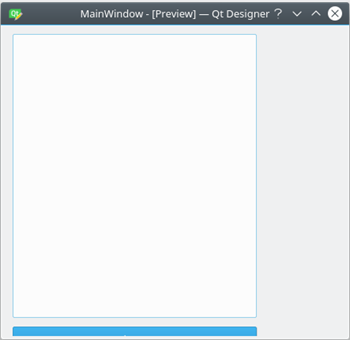 MainWindow - [Preview] — Qt Designer